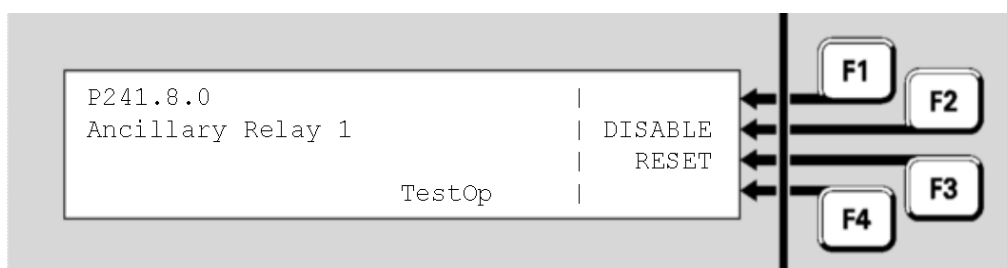 P241.8.0 |
Ancillary Relay 1 | DISABLE
| RESET
TestOp |
F1
F2
F3
F4